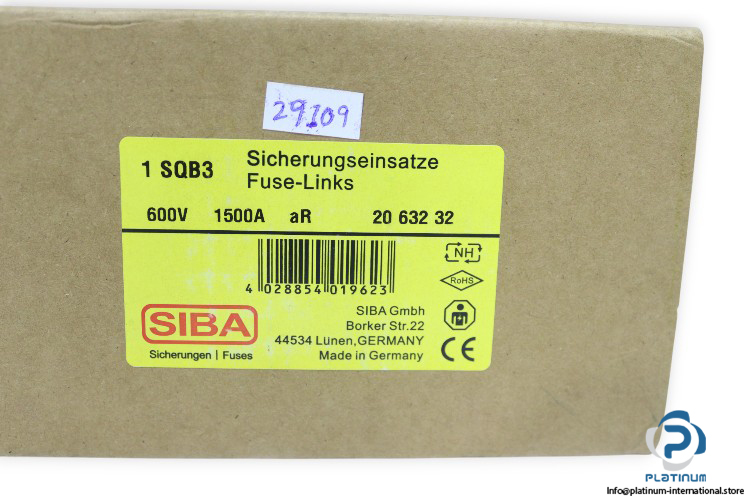 29109
1 SQB3
Sicherungseinsatze
Fuse-Links
600V 1500A aR 20 632 32
4 028854 019623
NH
RoHS
SIBA
Sicherungen | Fuses
SIBA Gmbh
Borker Str.22
44534 Lünen,GERMANY
Made in Germany
CE
PLATINUM
Info@platinum-international.store